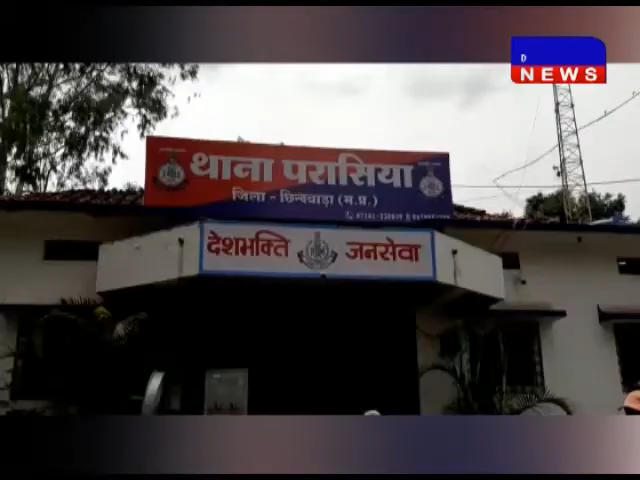 D
NEWS
थाना परासिया
जिला - छिन्दवाड़ा (म.प्र.)
देशभक्ति जनसेवा